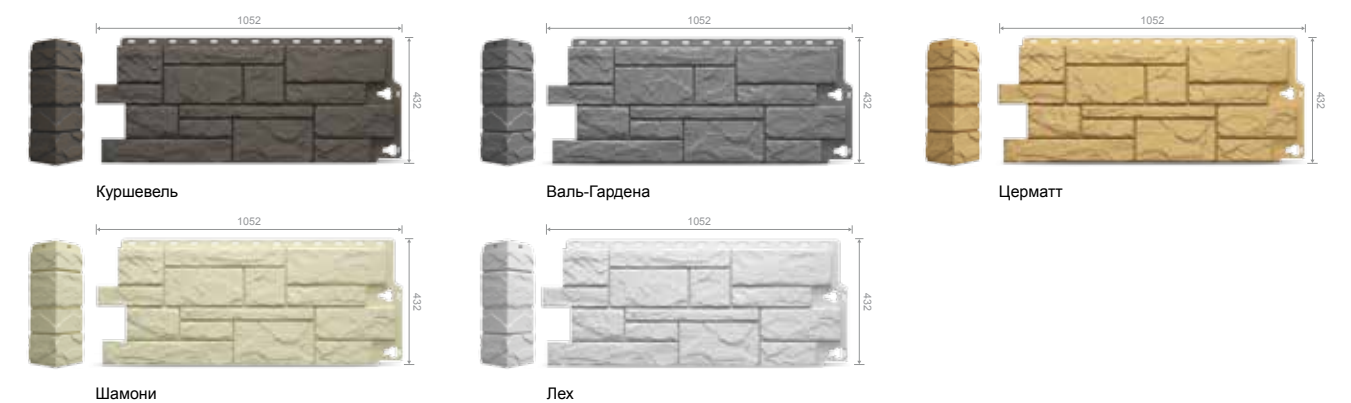 1052 1052 1052
432 432 432
Куршевель Валь-Гардена Церматт
1052 1052
432 432
Шамони Лех